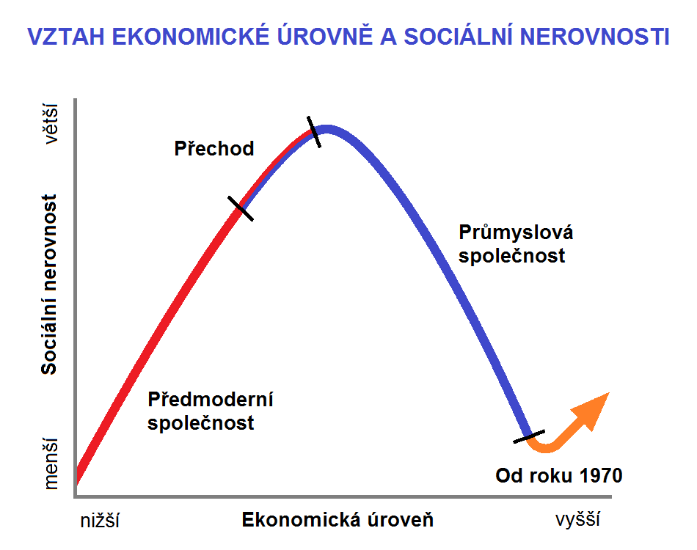 VZTAH EKONOMICKÉ ÚROVNĚ A SOCIÁLNÍ NEROVNOSTI
větší
Přechod
Sociální nerovnost
Průmyslová
společnost
Předmoderní
společnost
menší
Od roku 1970
nižší
Ekonomická úroveň
vyšší